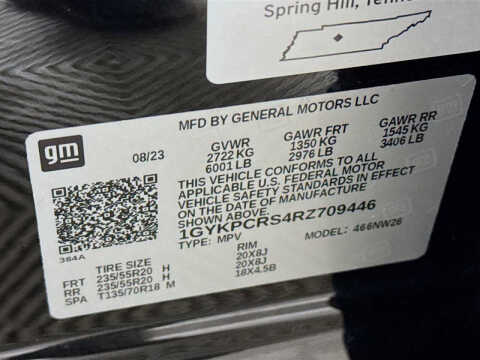 Spring Hill, Tenne
MFD BY GENERAL MOTORS LLC
gm
08/23
GVWR GAWR FRT GAWR RR
2722 KG 1350 KG 1545 KG
6001 LB 2976 LB 3406 LB
THIS VEHICLE CONFORMS TO ALL
APPLICABLE U.S. FEDERAL MOTOR
VEHICLE SAFETY STANDARDS IN EFFECT
ON THE DATE OF MANUFACTURE
SHOWN ABOVE.
1GYKPCRS4RZ709446
TYPE: MPV MODEL: 466NW26
384A
TIRE SIZE RIM
FRT 235/55R20 H 20X8J
RR 235/55R20 H 20X8J
SPA T135/70R18 M 18X4.5B